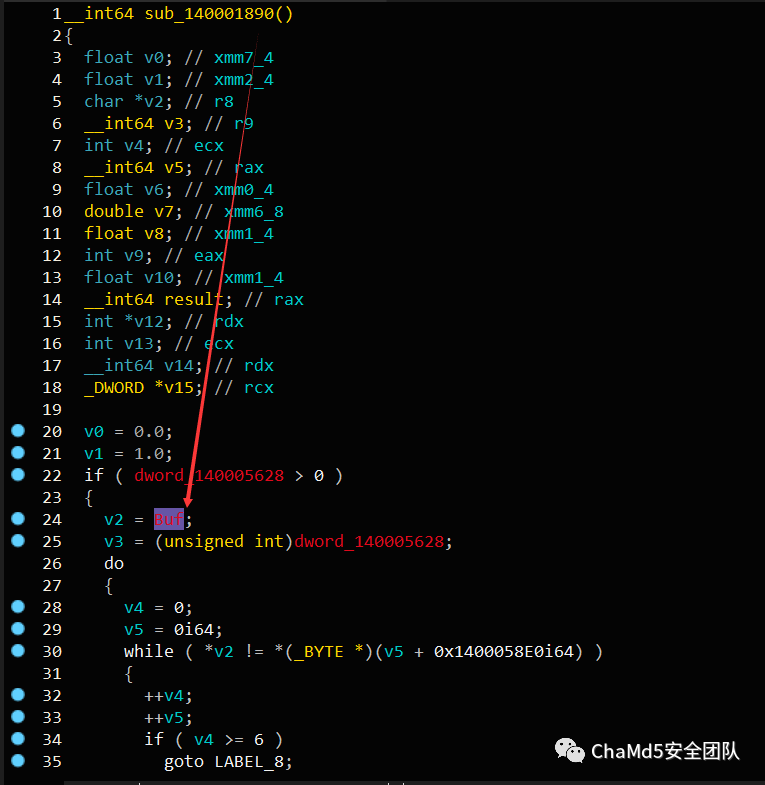 1 __int64 sub_140001890()
2 {
3 float v0; // xmm7_4
4 float v1; // xmm2_4
5 char *v2; // r8
6 __int64 v3; // r9
7 int v4; // ecx
8 __int64 v5; // rax
9 float v6; // xmm0_4
10 double v7; // xmm6_8
11 float v8; // xmm1_4
12 int v9; // eax
13 float v10; // xmm1_4
14 __int64 result; // rax
15 int *v12; // rdx
16 int v13; // ecx
17 __int64 v14; // rdx
18 _DWORD *v15; // rcx
19
20 v0 = 0.0;
21 v1 = 1.0;
22 if ( dword_140005628 > 0 )
23 {
24 v2 = Buf;
25 v3 = (unsigned int)dword_140005628;
26 do
27 {
28 v4 = 0;
29 v5 = 0i64;
30 while ( *v2 != *(_BYTE *)(v5 + 0x1400058E0i64) )
31 {
32 ++v4;
33 ++v5;
34 if ( v4 >= 6 )
35 goto LABEL_8;
ChaMd5安全团队